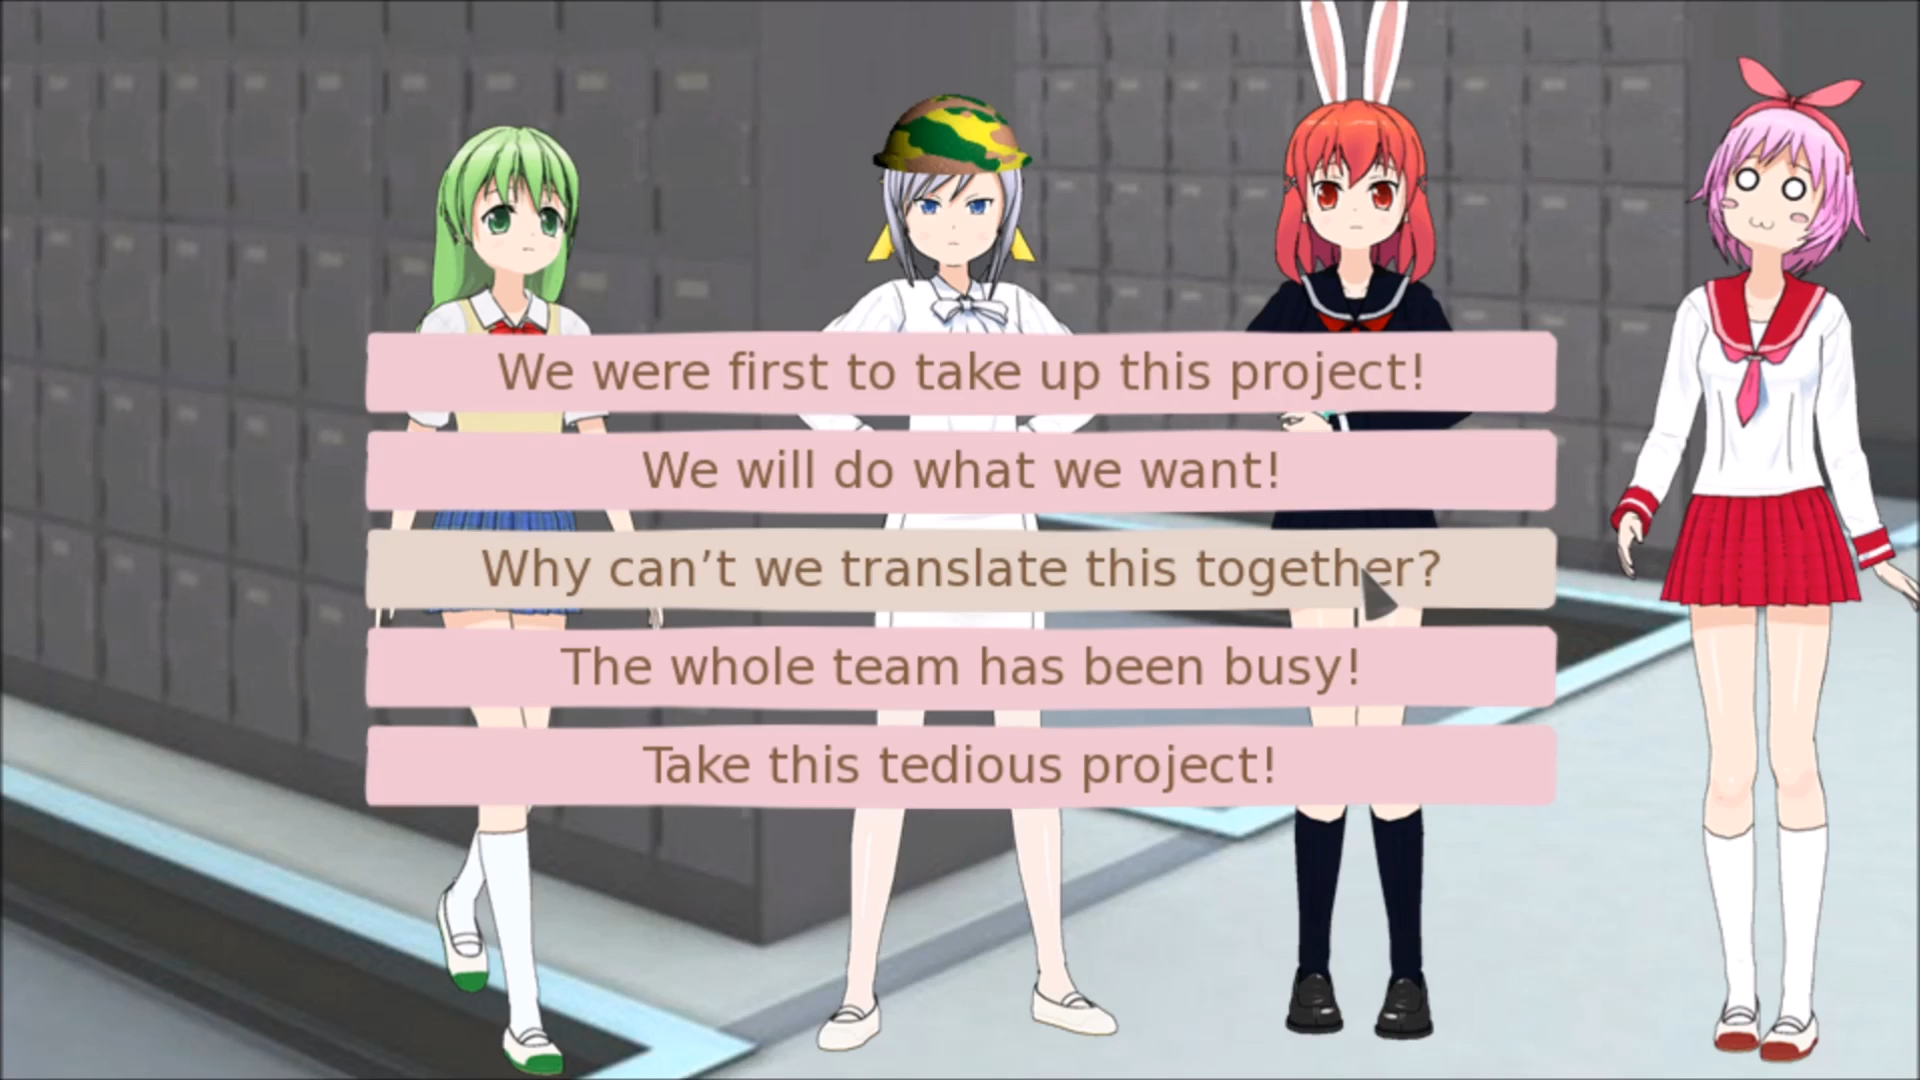 We were first to take up this project!
We will do what we want!
Why can’t we translate this together?
The whole team has been busy!
Take this tedious project!